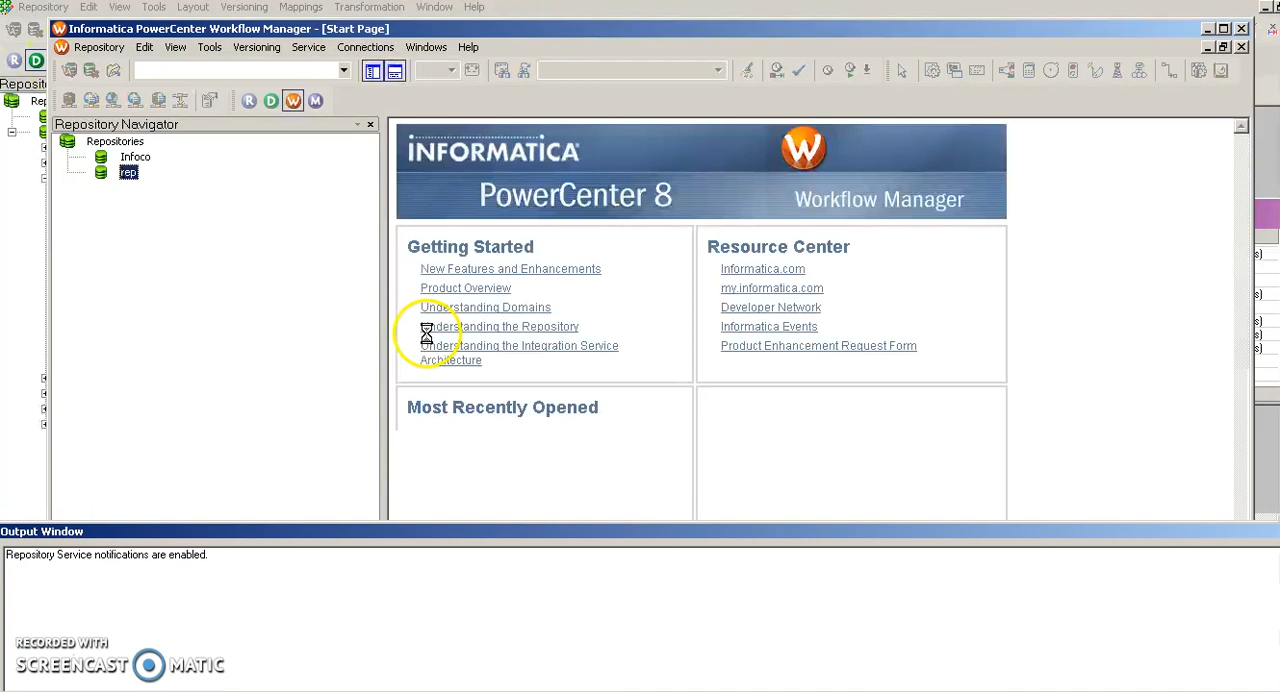 Repository Edit View Tools Layout Versioning Mappings Transformation Window Help
Informatica PowerCenter Workflow Manager - [Start Page]
Repository Edit View Tools Versioning Service Connections Windows Help
R D
R D W M
Reposito
Rep
Repository Navigator
Repositories
Infoco
rep
INFORMATICA
W
PowerCenter 8
Workflow Manager
Getting Started
New Features and Enhancements
Product Overview
Understanding Domains
Understanding the Repository
Understanding the Integration Service
Architecture
Resource Center
Informatica.com
my.informatica.com
Developer Network
Informatica Events
Product Enhancement Request Form
Most Recently Opened
s)
s)
s)
s)
Output Window
Repository Service notifications are enabled.
RECORDED WITH
SCREENCAST MATIC